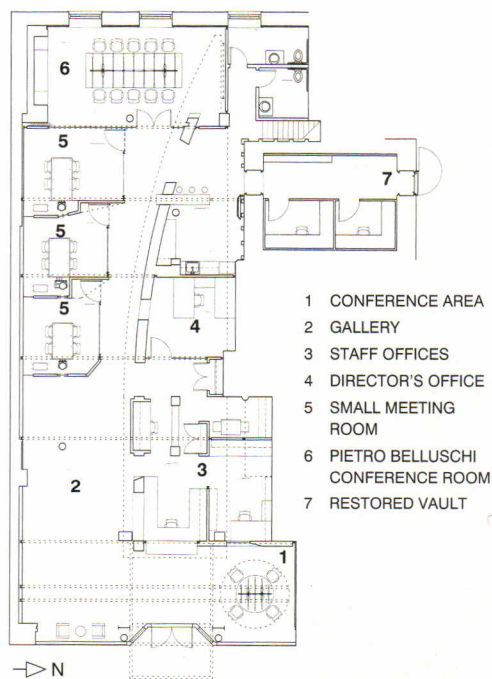 6
5
7
5
5
4
3
2
1
1 CONFERENCE AREA
2 GALLERY
3 STAFF OFFICES
4 DIRECTOR'S OFFICE
5 SMALL MEETING
ROOM
6 PIETRO BELLUSCHI
CONFERENCE ROOM
7 RESTORED VAULT
N